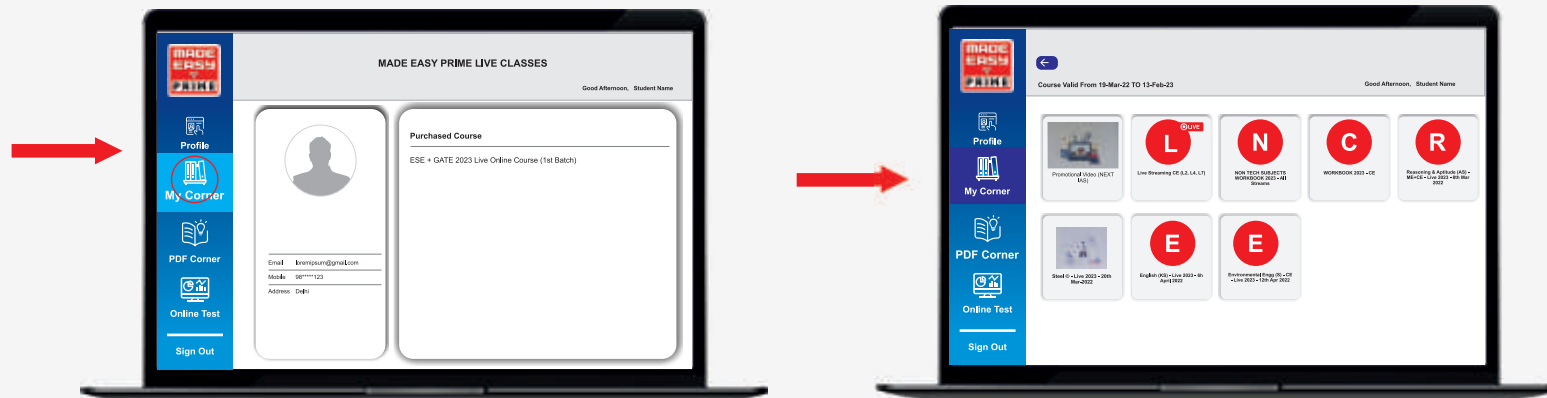 MADE
EASY
PRIME
MADE EASY PRIME LIVE CLASSES
Good Afternoon, Student Name
Profile
My Corner
PDF Corner
Online Test
Sign Out
Email loremipsum@gmail.com
Mobile 98*****123
Address Delhi
Purchased Course
ESE + GATE 2023 Live Online Course (1st Batch)
MADE
EASY
PRIME
Course Valid From 19-Mar-22 TO 13-Feb-23
Good Afternoon, Student Name
Profile
My Corner
PDF Corner
Online Test
Sign Out
Promotional Video (NEXT
IAS)
LIVE
L
Live Streaming CE (L2, L4, L7)
N
NON TECH SUBJECTS
WORKBOOK 2023 - All
Streams
C
WORKBOOK 2023 - CE
R
Reasoning & Aptitude (AS) -
ME+CE - Live 2023 - 8th Mar
2022
Steel © - Live 2023 - 20th
Mar-2022
E
English (KS) - Live 2023 - 6h
April 2022
E
Environmental Engg (S) - CE
- Live 2023 - 12th Apr 2022